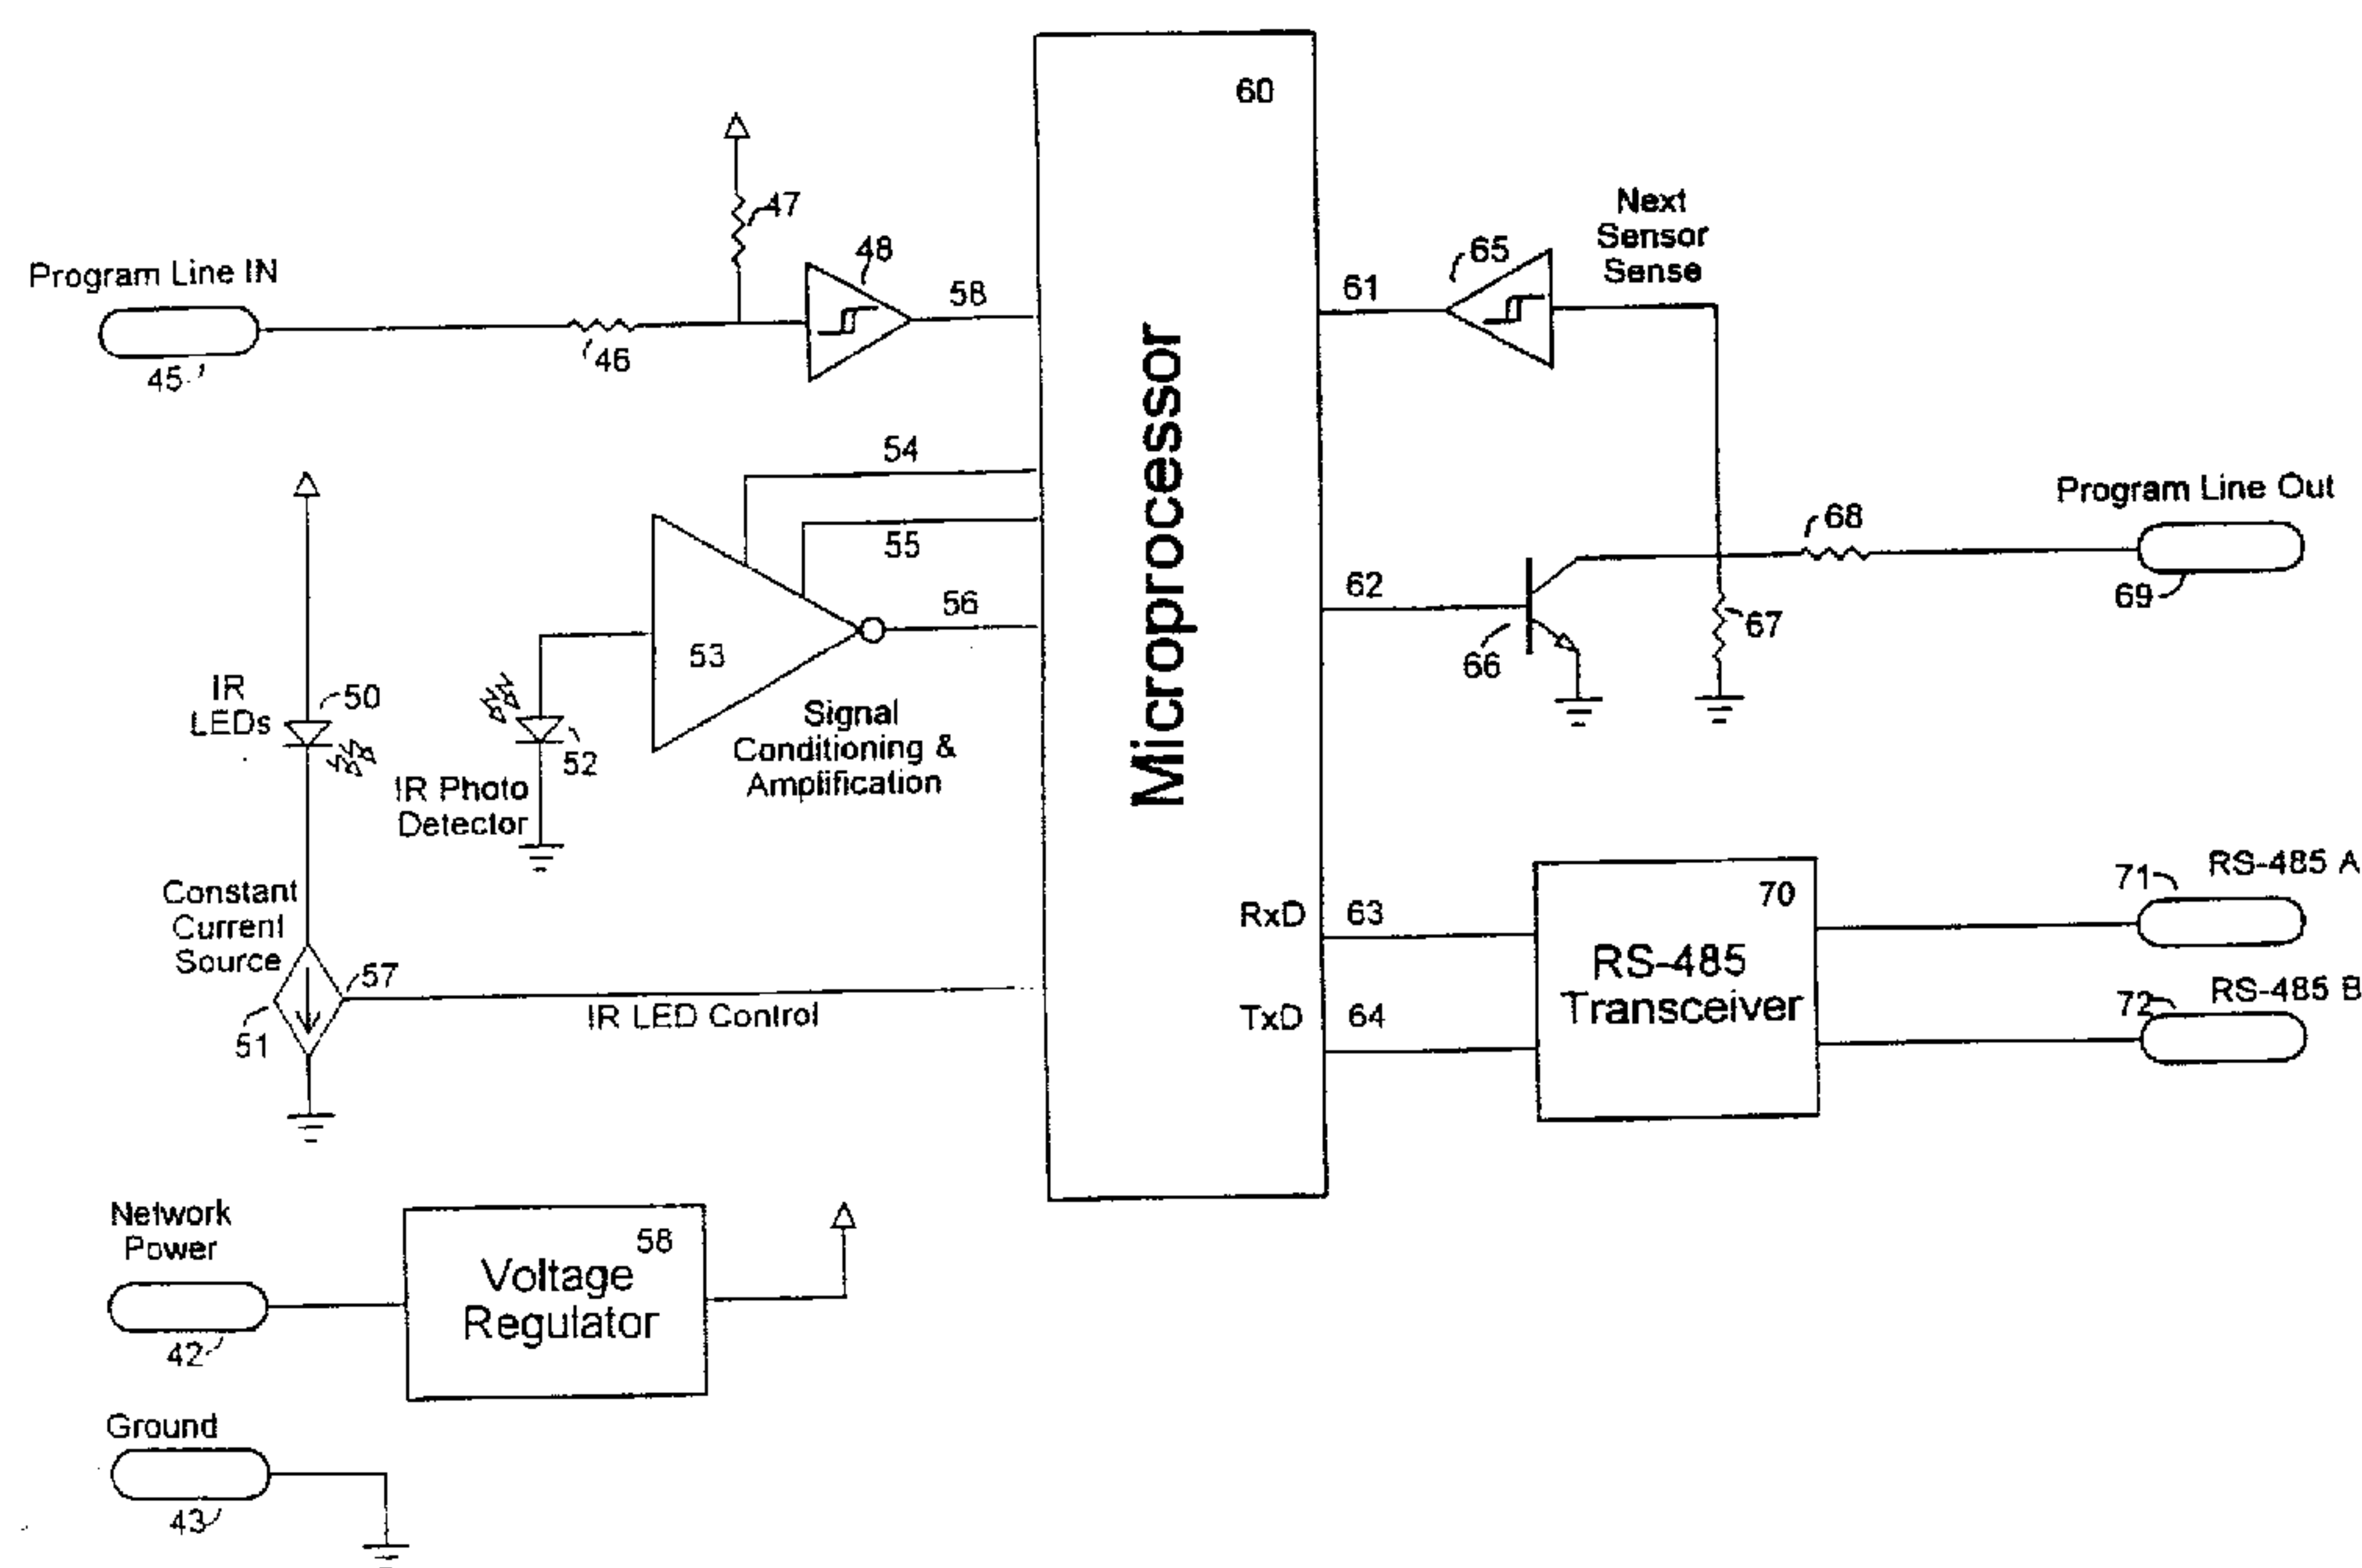 60
47
48
Program Line IN
58
46
45
Next
Sensor
Sense
65
61
54
55
56
53
Signal
Conditioning &
Amplification
IR
LEDs
50
52
IR Photo
Detector
Constant
Current
Source
57
51
IR LED Control
Microprocessor
62
66
67
68
Program Line Out
69
RxD
63
TxD
64
70
RS-485
Transceiver
71
RS-485 A
72
RS-485 B
Network
Power
42
58
Voltage
Regulator
Ground
43